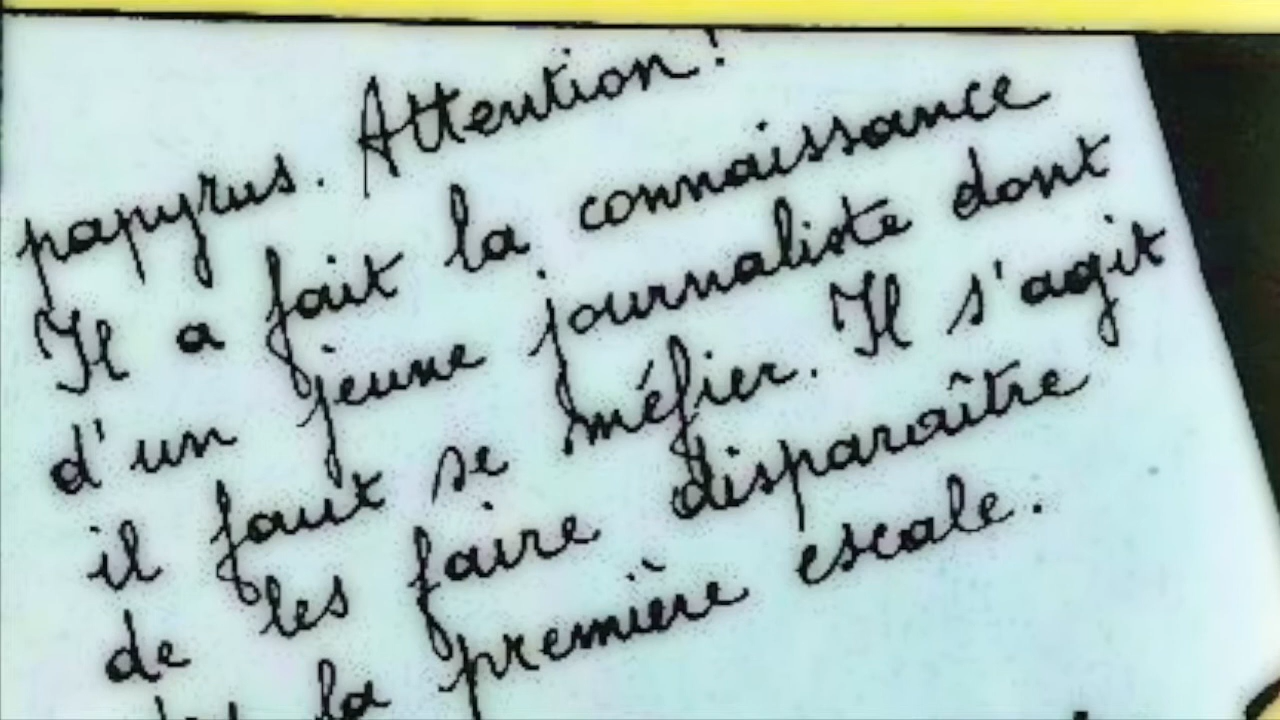 papyrus. Attention!
Il a fait la connaissance
d'un jeune journaliste dont
il faut se méfier. Il s'agit
de les faire disparaître
la première escale.